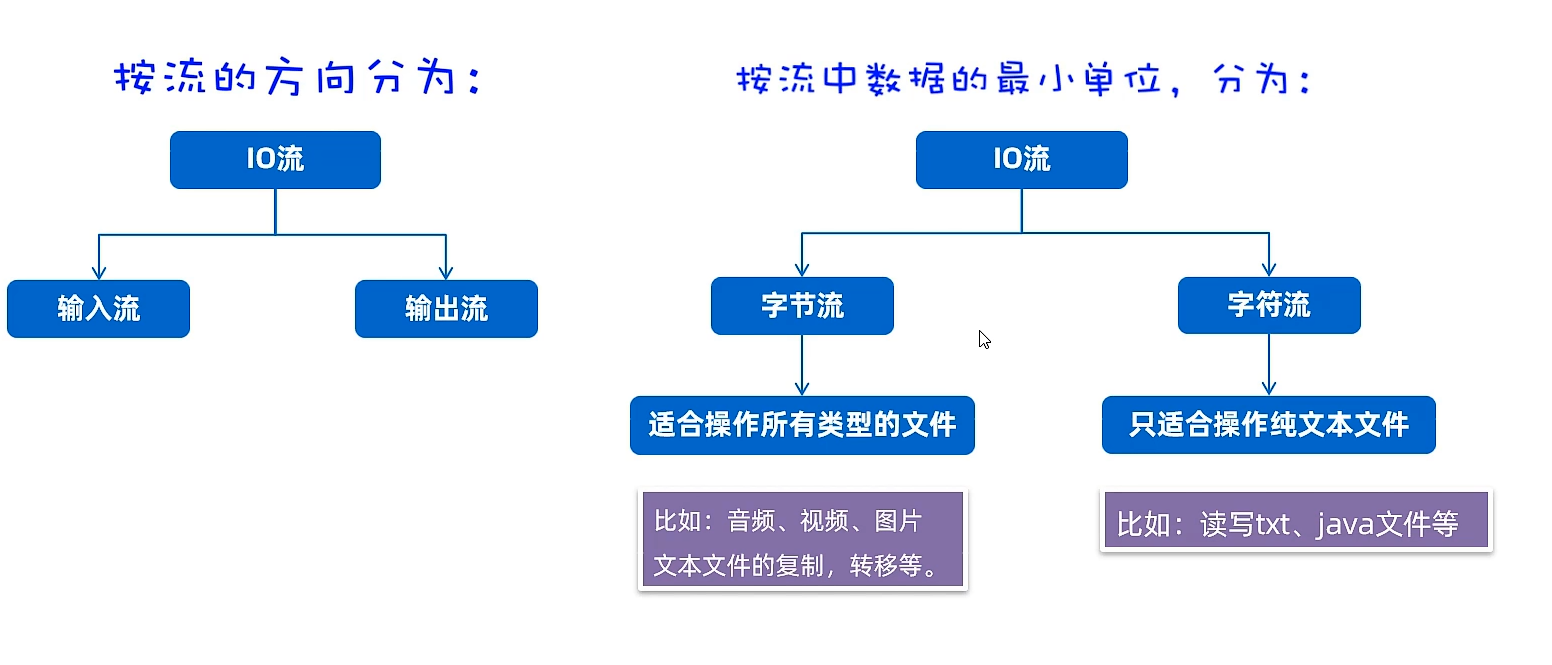 按流的方向分为：
IO流
输入流
输出流
按流中数据的最小单位，分为：
IO流
字节流
字符流
适合操作所有类型的文件
只适合操作纯文本文件
比如：音频、视频、图片
文本文件的复制，转移等。
比如：读写txt、java文件等